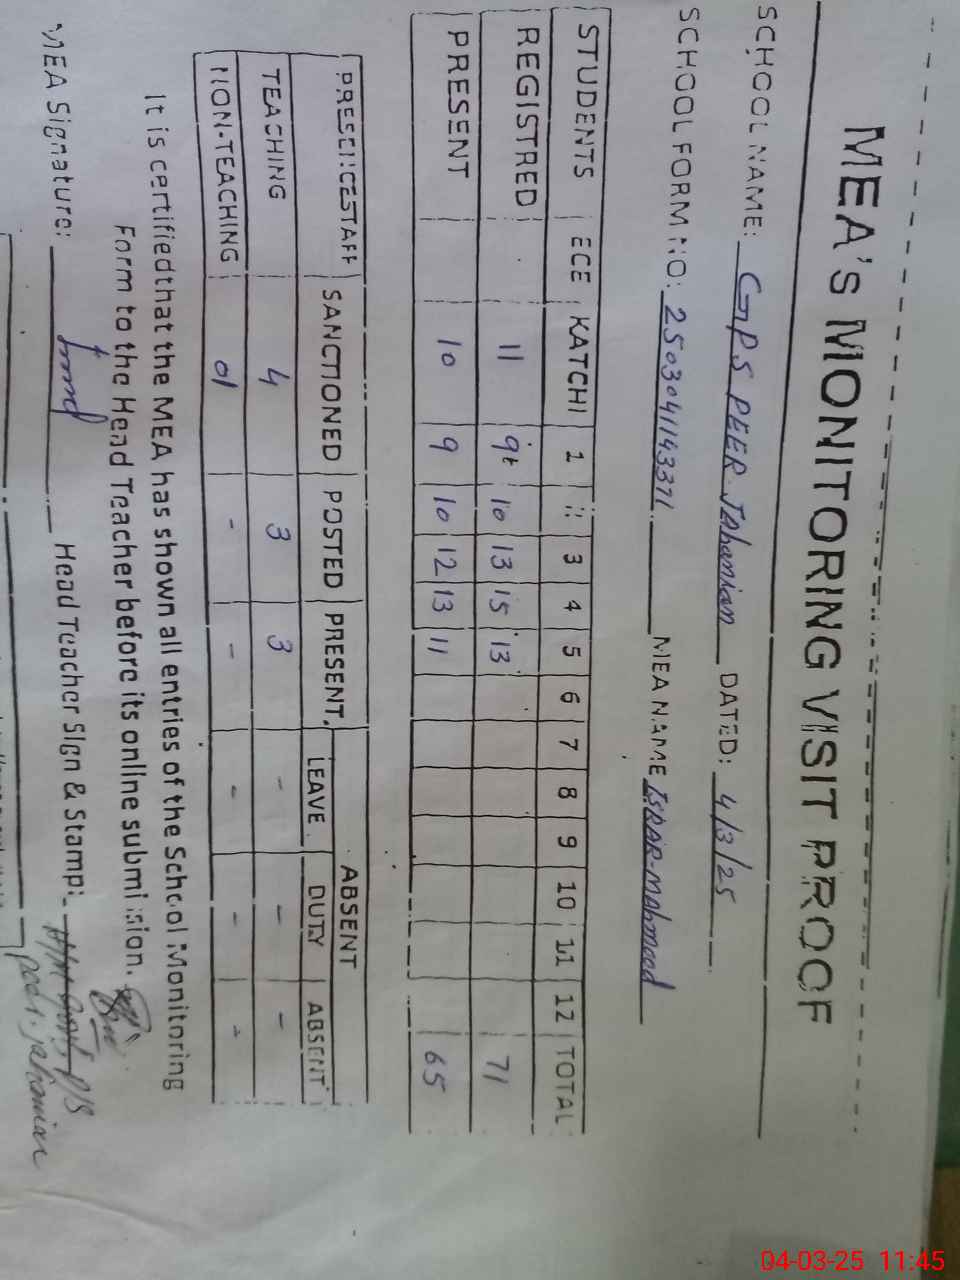 MEA'S MONITORING VISIT PROOF
SCHOOL NAME: GPS PEER Jahanian DATED: 4/3/25
SCHOOL FORM NO: 2503041143371 MEA NAME ISRAR-Mahmood
STUDENTS ECE KATCHI 1 2 3 4 5 6 7 8 9 10 11 12 TOTAL
REGISTRED 11 9 10 13 15 13 71
PRESENT 10 9 10 12 13 11 65
PRESENCESTAFF SANCTIONED POSTED PRESENT ABSENT
LEAVE DUTY ABSENT
TEACHING 4 3 3 - - -
NON-TEACHING 01 - - - - -
It is certified that the MEA has shown all entries of the School Monitoring
Form to the Head Teacher before its online submission.
MEA Signature: Head Teacher Sign & Stamp:
P/S
peer jahanian
04-03-25 11:45